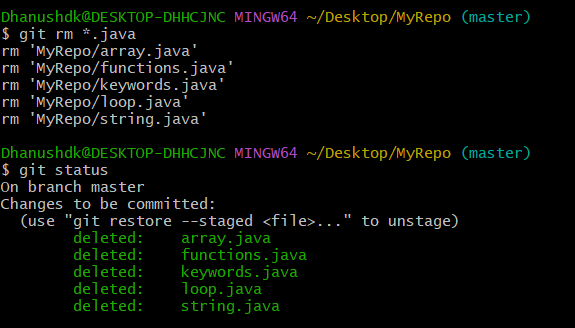 Dhanushdk@DESKTOP-DHHCJNC MINGW64 ~/Desktop/MyRepo (master)
$ git rm *.java
rm 'MyRepo/array.java'
rm 'MyRepo/functions.java'
rm 'MyRepo/keywords.java'
rm 'MyRepo/loop.java'
rm 'MyRepo/string.java'
Dhanushdk@DESKTOP-DHHCJNC MINGW64 ~/Desktop/MyRepo (master)
$ git status
On branch master
Changes to be committed:
  (use "git restore --staged <file>..." to unstage)
        deleted:    array.java
        deleted:    functions.java
        deleted:    keywords.java
        deleted:    loop.java
        deleted:    string.java